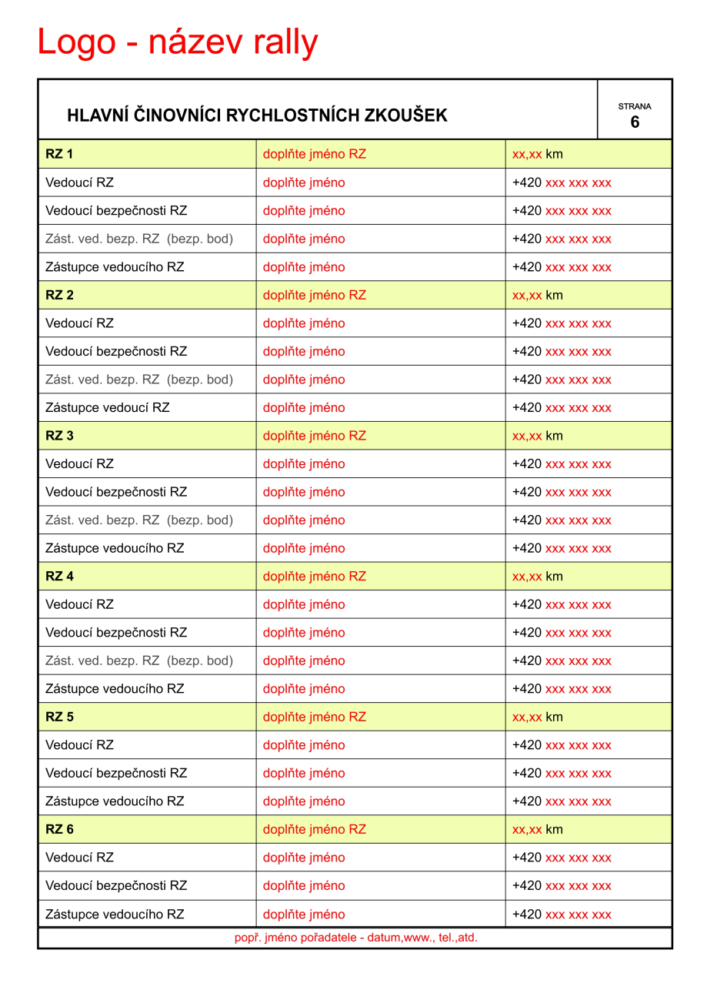 Logo - název rally
HLAVNÍ ČINOVNÍCI RYCHLOSTNÍCH ZKOUŠEK
STRANA
6
RZ 1 doplňte jméno RZ xx,xx km
Vedoucí RZ doplňte jméno +420 xxx xxx xxx
Vedoucí bezpečnosti RZ doplňte jméno +420 xxx xxx xxx
Zást. ved. bezp. RZ (bezp. bod) doplňte jméno +420 xxx xxx xxx
Zástupce vedoucího RZ doplňte jméno +420 xxx xxx xxx
RZ 2 doplňte jméno RZ xx,xx km
Vedoucí RZ doplňte jméno +420 xxx xxx xxx
Vedoucí bezpečnosti RZ doplňte jméno +420 xxx xxx xxx
Zást. ved. bezp. RZ (bezp. bod) doplňte jméno +420 xxx xxx xxx
Zástupce vedoucí RZ doplňte jméno +420 xxx xxx xxx
RZ 3 doplňte jméno RZ xx,xx km
Vedoucí RZ doplňte jméno +420 xxx xxx xxx
Vedoucí bezpečnosti RZ doplňte jméno +420 xxx xxx xxx
Zást. ved. bezp. RZ (bezp. bod) doplňte jméno +420 xxx xxx xxx
Zástupce vedoucího RZ doplňte jméno +420 xxx xxx xxx
RZ 4 doplňte jméno RZ xx,xx km
Vedoucí RZ doplňte jméno +420 xxx xxx xxx
Vedoucí bezpečnosti RZ doplňte jméno +420 xxx xxx xxx
Zást. ved. bezp. RZ (bezp. bod) doplňte jméno +420 xxx xxx xxx
Zástupce vedoucího RZ doplňte jméno +420 xxx xxx xxx
RZ 5 doplňte jméno RZ xx,xx km
Vedoucí RZ doplňte jméno +420 xxx xxx xxx
Vedoucí bezpečnosti RZ doplňte jméno +420 xxx xxx xxx
Zástupce vedoucího RZ doplňte jméno +420 xxx xxx xxx
RZ 6 doplňte jméno RZ xx,xx km
Vedoucí RZ doplňte jméno +420 xxx xxx xxx
Vedoucí bezpečnosti RZ doplňte jméno +420 xxx xxx xxx
Zástupce vedoucího RZ doplňte jméno +420 xxx xxx xxx
popř. jméno pořadatele - datum,www., tel.,atd.